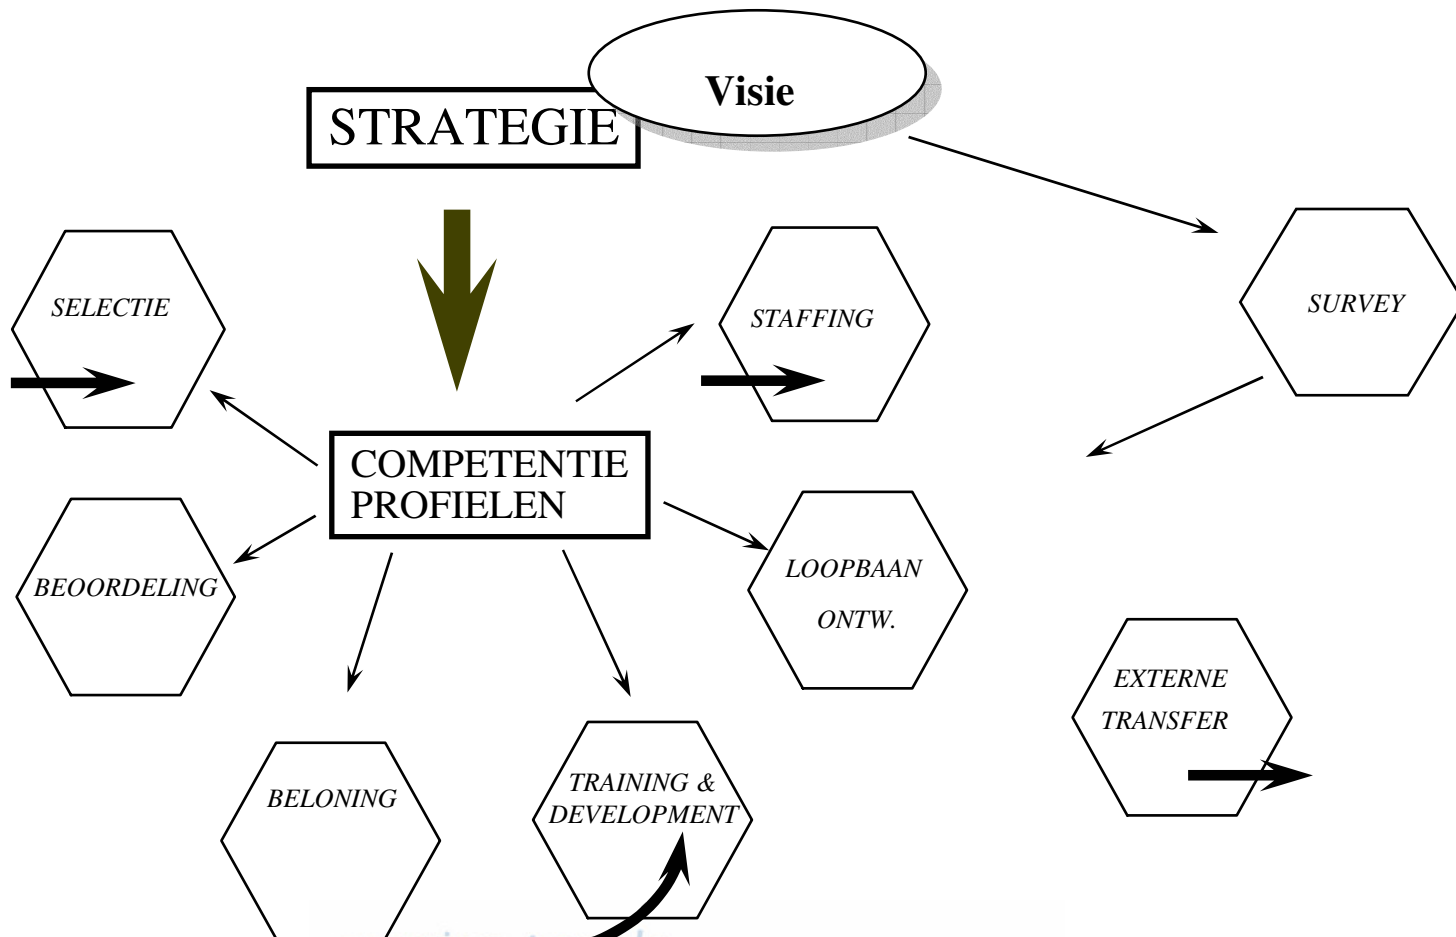 Visie
STRATEGIE
SELECTIE
STAFFING
SURVEY
COMPETENTIE
PROFIELEN
BEOORDELING
LOOPBAAN
ONTW.
EXTERNE
TRANSFER
BELONING
TRAINING &
DEVELOPMENT